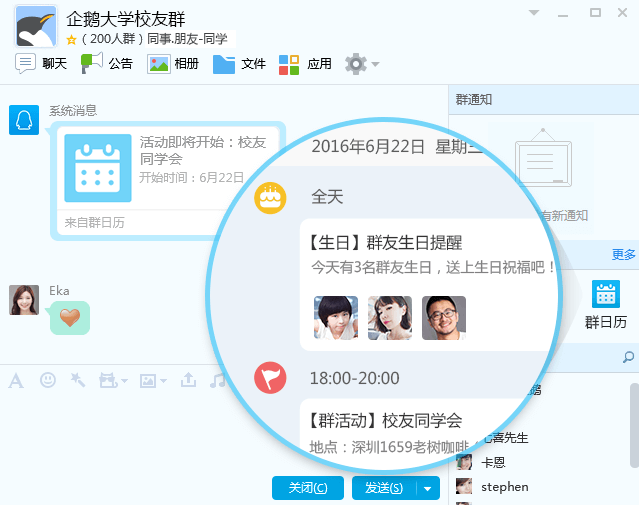 企鹅大学校友群
（200人群）同事.朋友-同学
聊天 公告 相册 文件 应用
系统消息
活动即将开始：校友
同学会
开始时间：6月22日
来自群日历
Eka
2016年6月22日 星期三
全天
【生日】群友生日提醒
今天有3名群友生日，送上生日祝福吧！
18:00-20:00
【群活动】校友同学会
地点：深圳1659老树咖啡
群通知
有新通知
更多
群日历
七喜先生
卡恩
stephen
关闭(C) 发送(S)